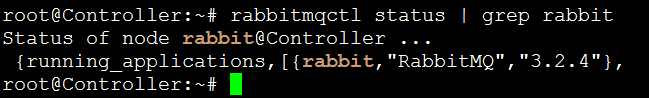 root@Controller:~# rabbitmqctl status | grep rabbit
Status of node rabbit@Controller ...
 {running_applications,[{rabbit,"RabbitMQ","3.2.4"},
root@Controller:~#